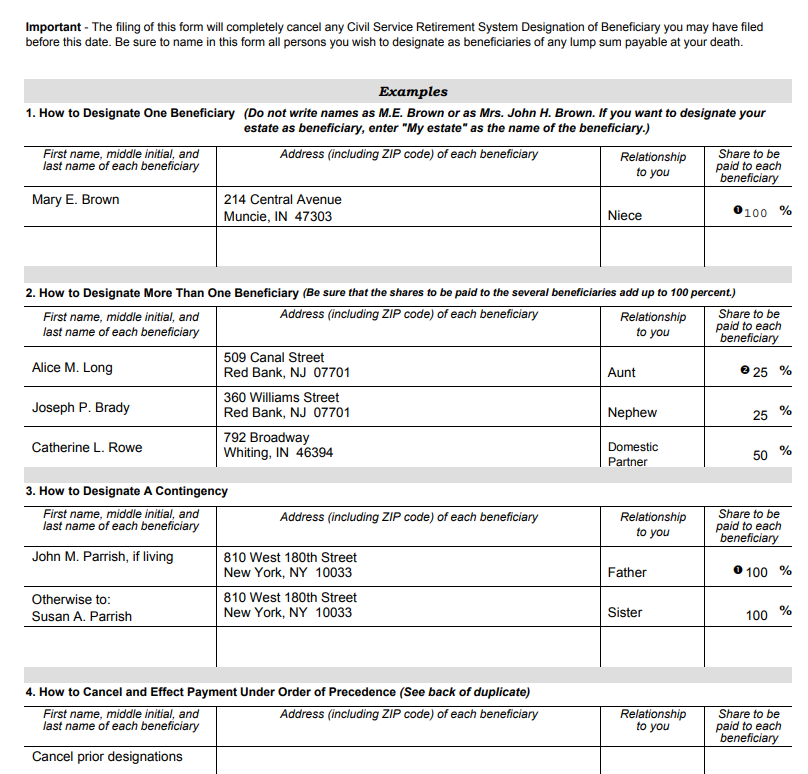 Important - The filing of this form will completely cancel any Civil Service Retirement System Designation of Beneficiary you may have filed
before this date. Be sure to name in this form all persons you wish to designate as beneficiaries of any lump sum payable at your death.
Examples
1. How to Designate One Beneficiary (Do not write names as M.E. Brown or as Mrs. John H. Brown. If you want to designate your
estate as beneficiary, enter "My estate" as the name of the beneficiary.)
First name, middle initial, and
last name of each beneficiary
Address (including ZIP code) of each beneficiary
Relationship
to you
Share to be
paid to each
beneficiary
Mary E. Brown
214 Central Avenue
Muncie, IN 47303
Niece
❶100 %
2. How to Designate More Than One Beneficiary (Be sure that the shares to be paid to the several beneficiaries add up to 100 percent.)
First name, middle initial, and
last name of each beneficiary
Address (including ZIP code) of each beneficiary
Relationship
to you
Share to be
paid to each
beneficiary
Alice M. Long
509 Canal Street
Red Bank, NJ 07701
Aunt
❷ 25 %
Joseph P. Brady
360 Williams Street
Red Bank, NJ 07701
Nephew
25 %
Catherine L. Rowe
792 Broadway
Whiting, IN 46394
Domestic
Partner
50 %
3. How to Designate A Contingency
First name, middle initial, and
last name of each beneficiary
Address (including ZIP code) of each beneficiary
Relationship
to you
Share to be
paid to each
beneficiary
John M. Parrish, if living
810 West 180th Street
New York, NY 10033
Father
❶ 100 %
Otherwise to:
Susan A. Parrish
810 West 180th Street
New York, NY 10033
Sister
100 %
4. How to Cancel and Effect Payment Under Order of Precedence (See back of duplicate)
First name, middle initial, and
last name of each beneficiary
Address (including ZIP code) of each beneficiary
Relationship
to you
Share to be
paid to each
beneficiary
Cancel prior designations